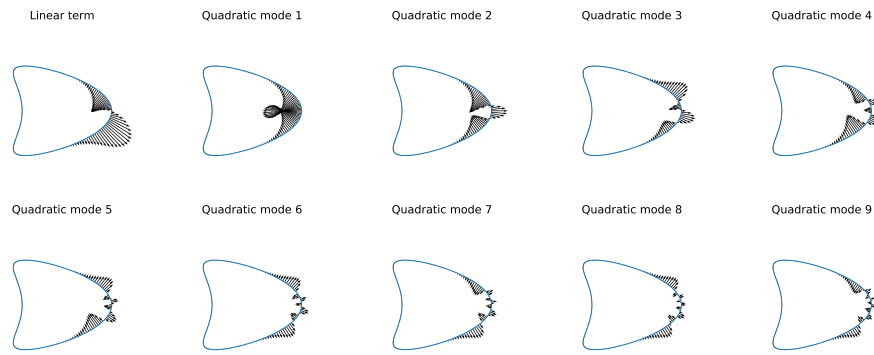 Linear term
Quadratic mode 1
Quadratic mode 2
Quadratic mode 3
Quadratic mode 4
Quadratic mode 5
Quadratic mode 6
Quadratic mode 7
Quadratic mode 8
Quadratic mode 9